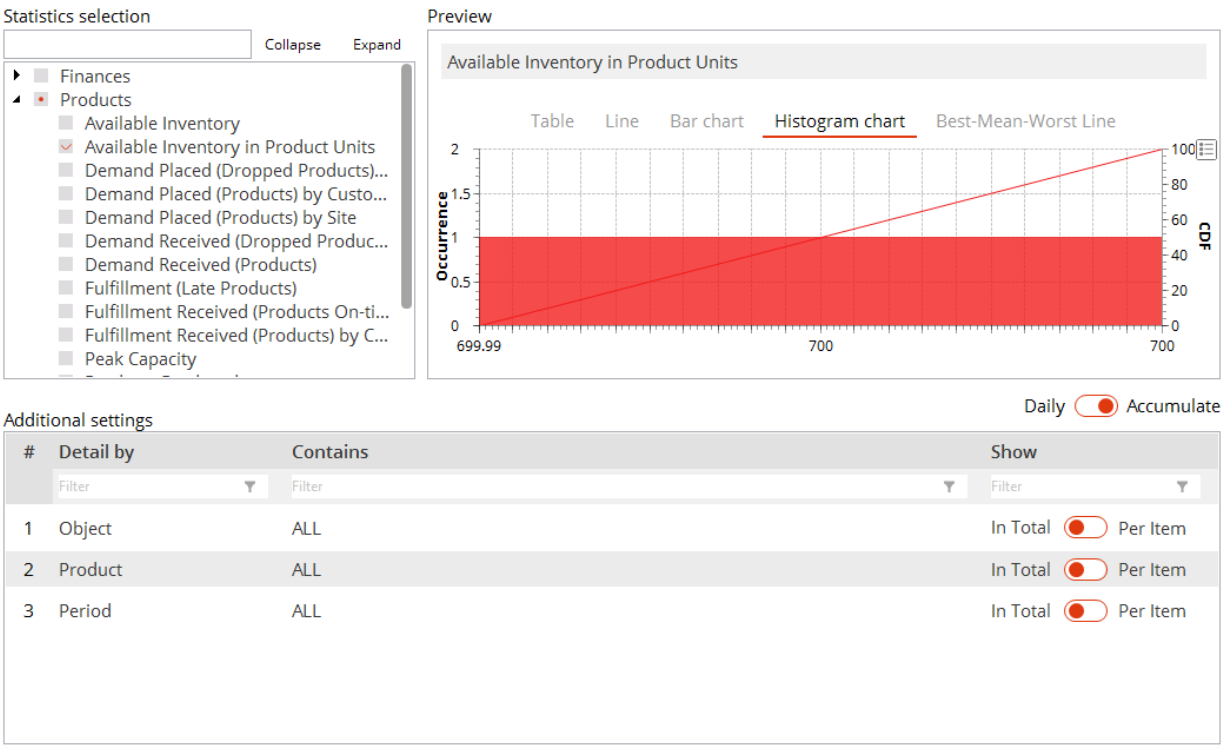 Statistics selection
Collapse Expand
Finances
Products
Available Inventory
Available Inventory in Product Units
Demand Placed (Dropped Products)...
Demand Placed (Products) by Custo...
Demand Placed (Products) by Site
Demand Received (Dropped Produc...
Demand Received (Products)
Fulfillment (Late Products)
Fulfillment Received (Products On-ti...
Fulfillment Received (Products) by C...
Peak Capacity
Preview
Available Inventory in Product Units
Table Line Bar chart Histogram chart Best-Mean-Worst Line
Occurrence
2
1.5
1
0.5
0
699.99 700 700
100
80
60
40
20
0
CDF
Daily Accumulate
Additional settings
# Detail by Contains Show
Filter Filter Filter
1 Object ALL In Total Per Item
2 Product ALL In Total Per Item
3 Period ALL In Total Per Item